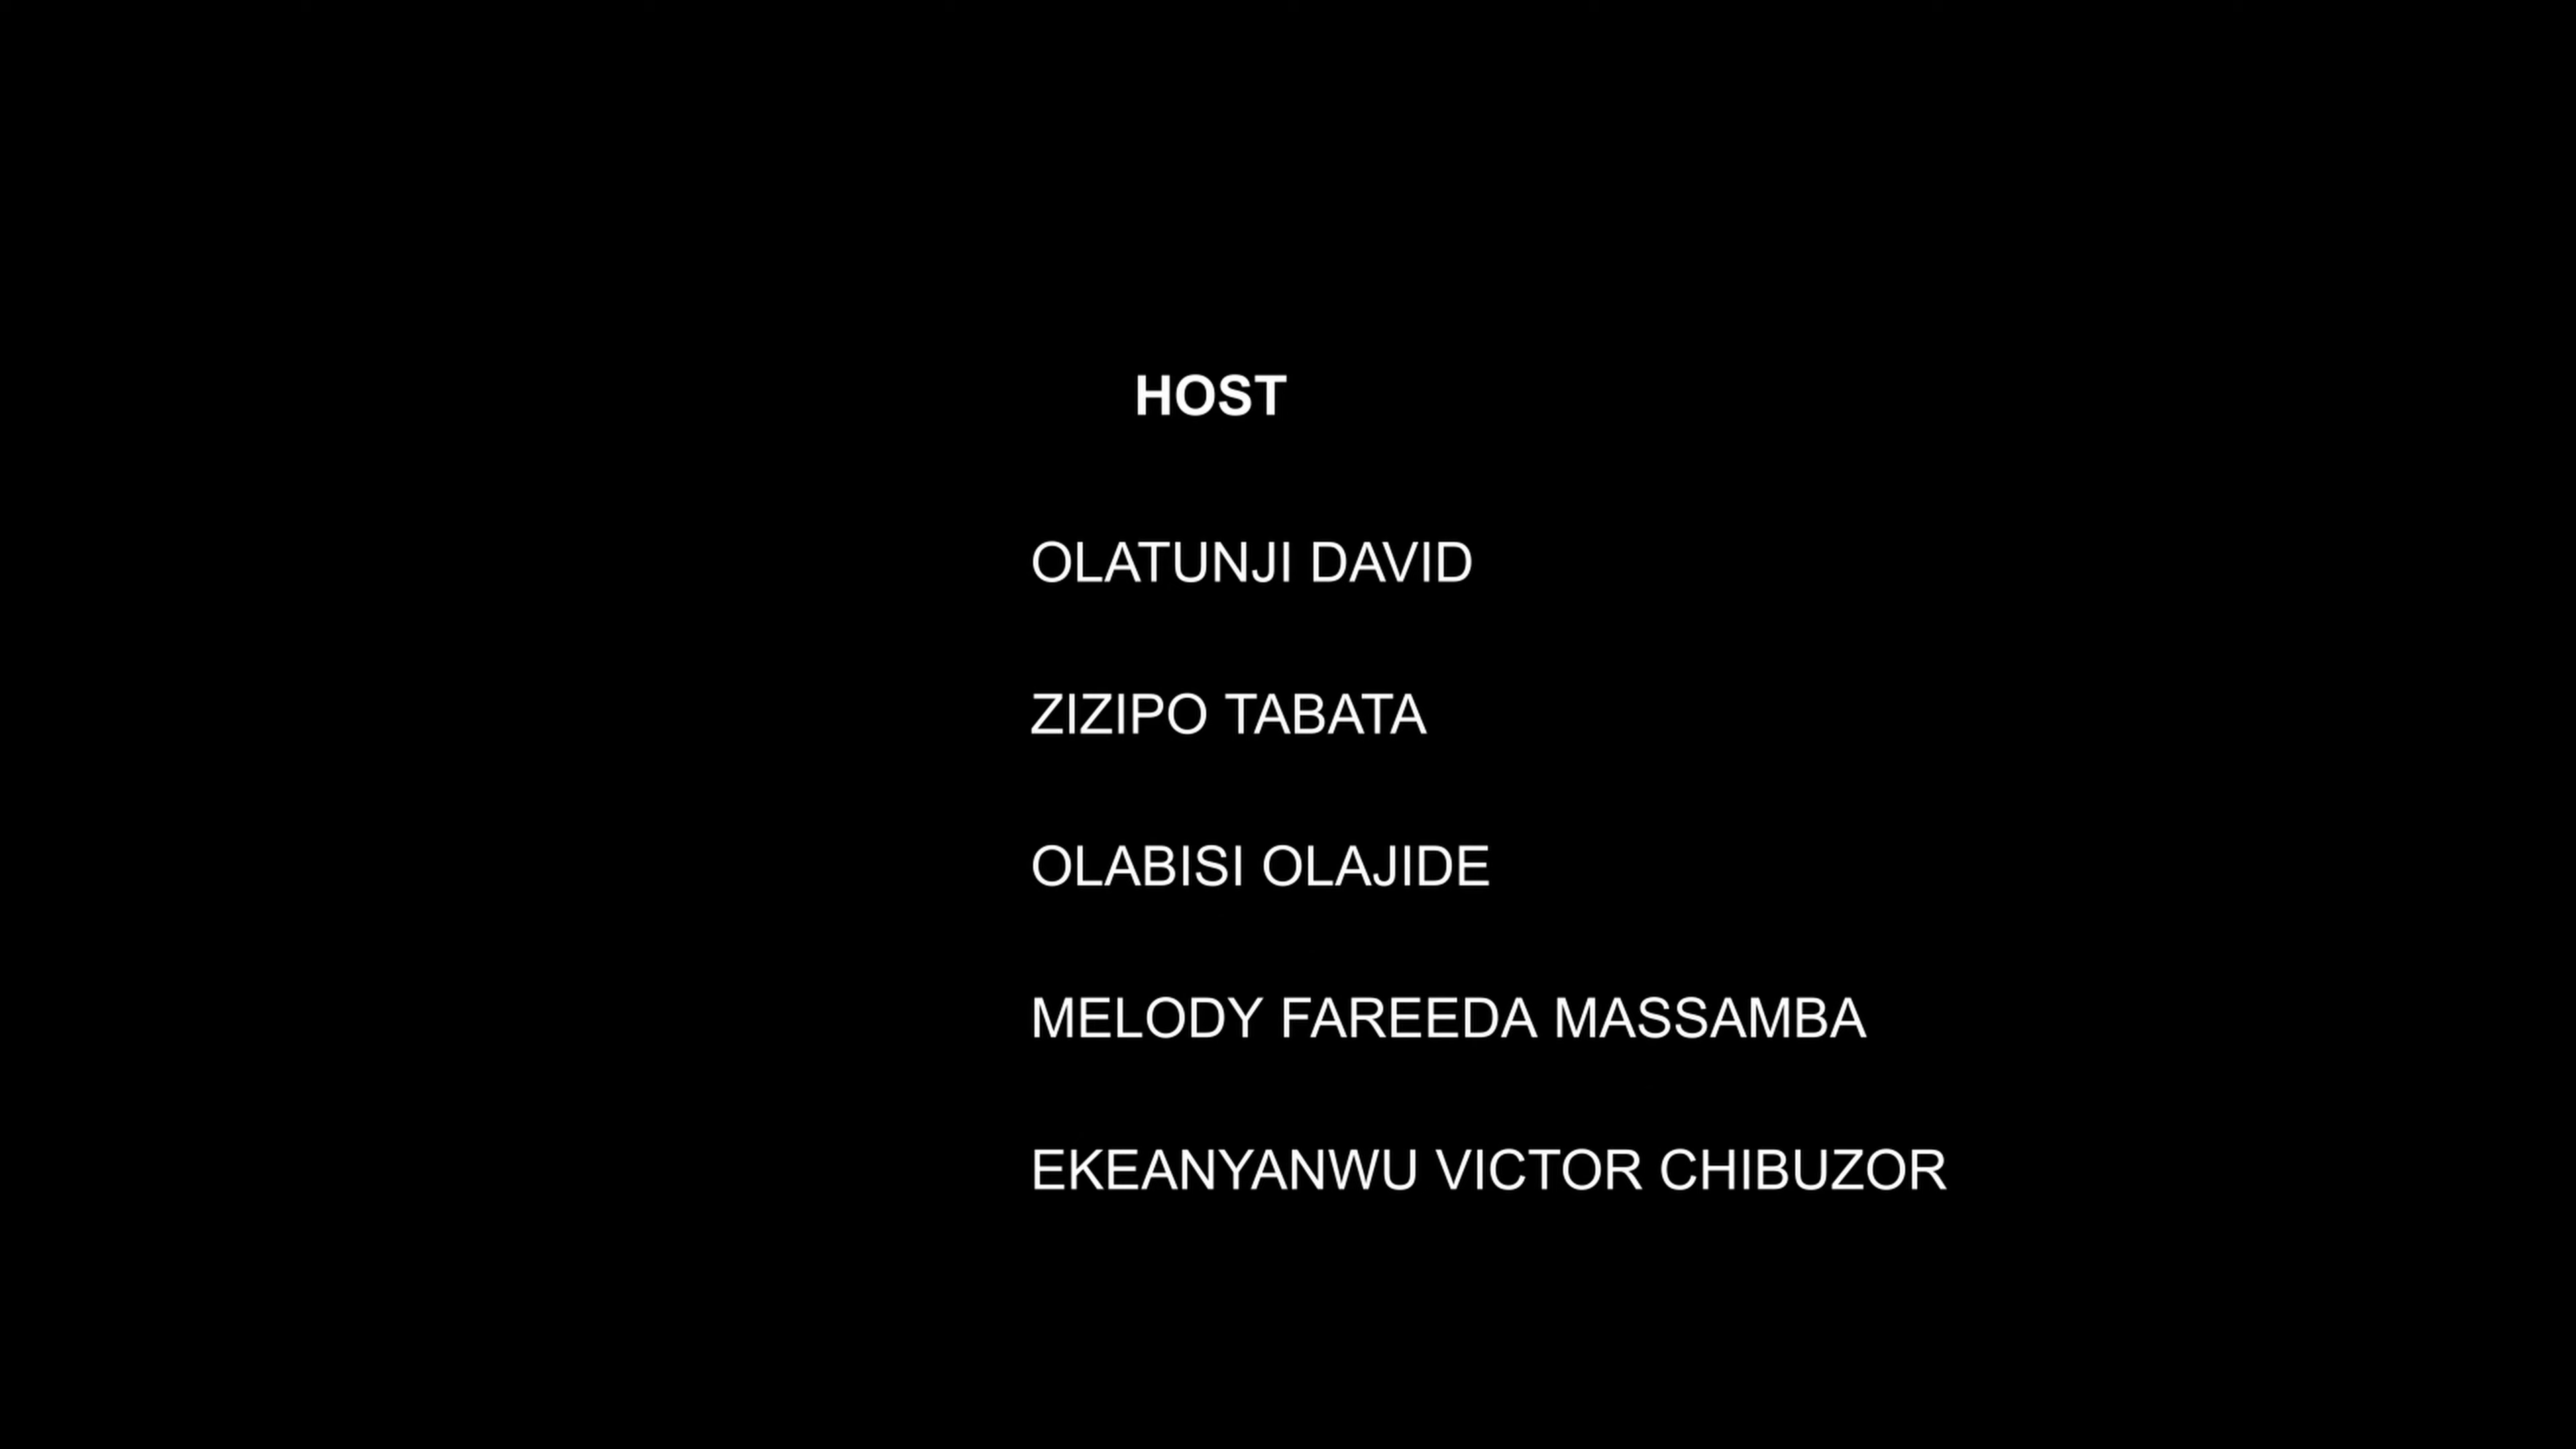 HOST
OLATUNJI DAVID
ZIZIPO TABATA
OLABISI OLAJIDE
MELODY FAREEDA MASSAMBA
EKEANYANWU VICTOR CHIBUZOR